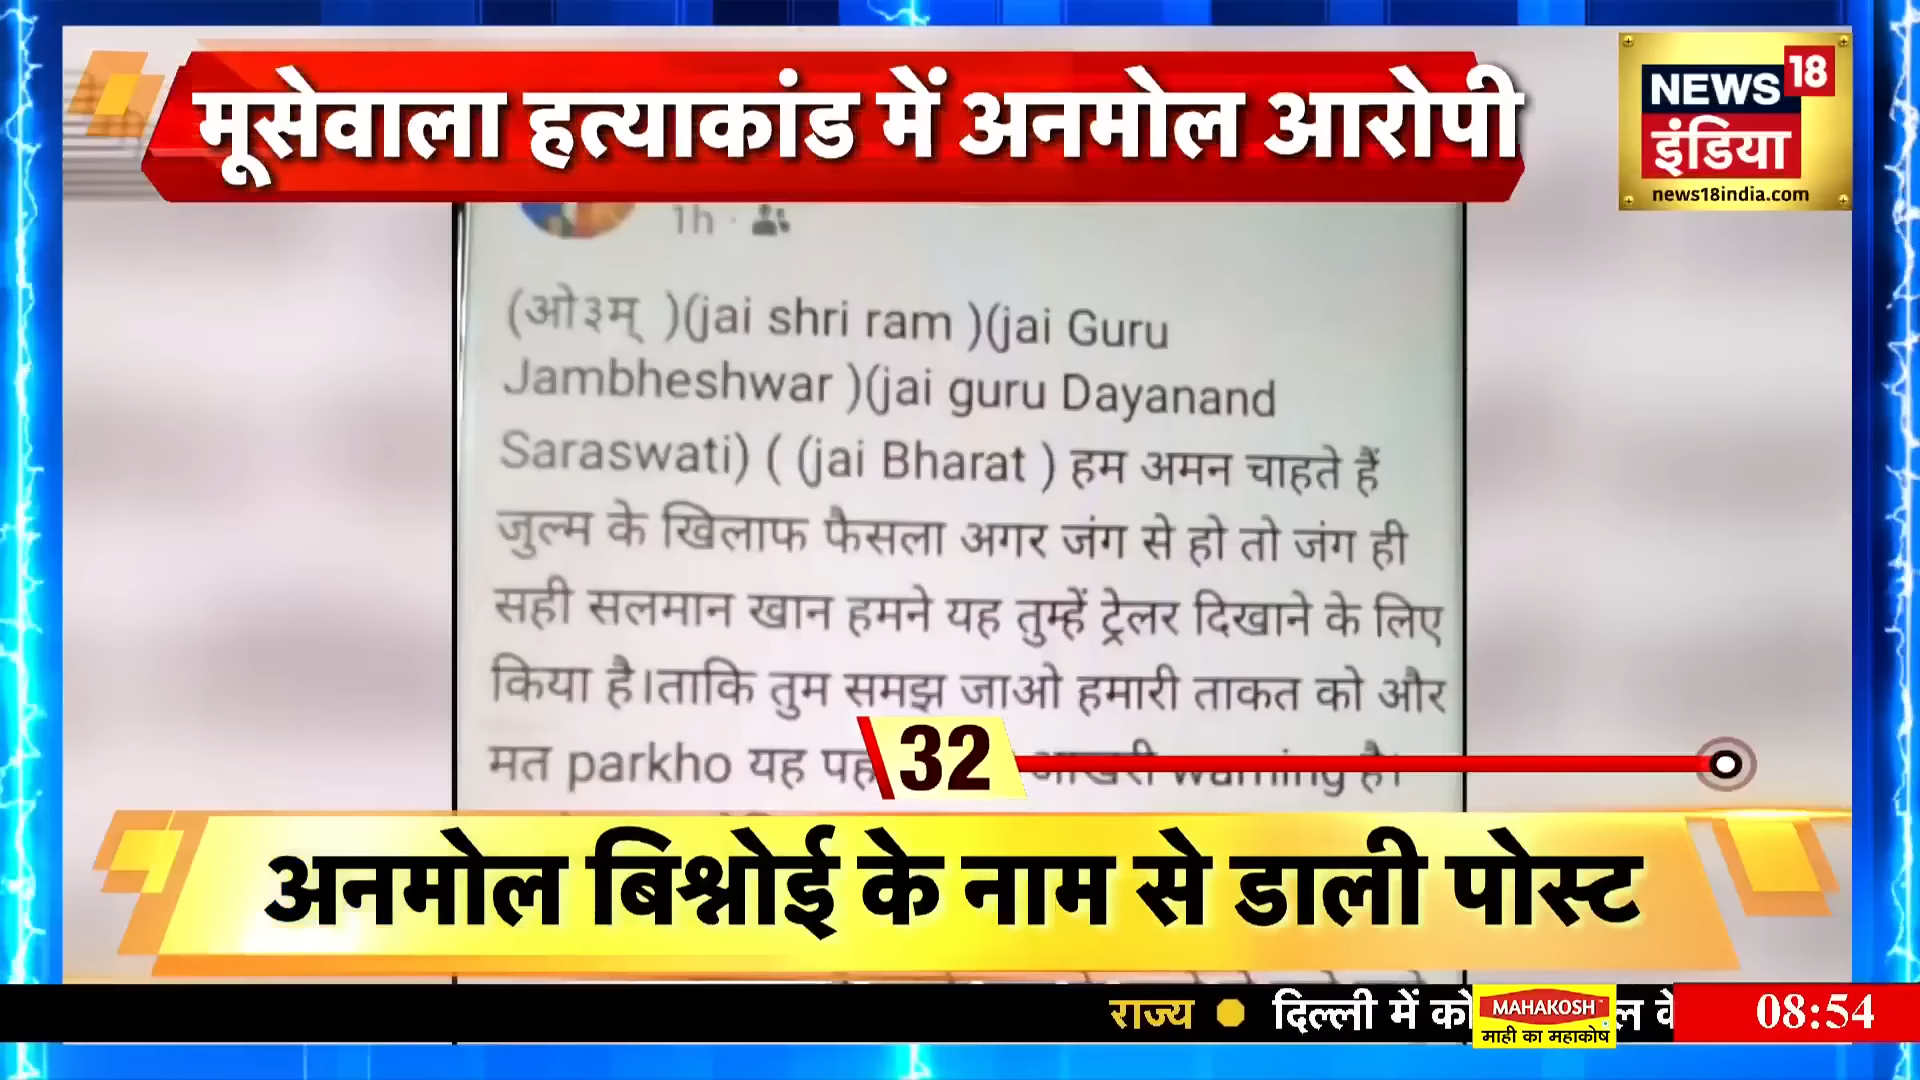 मूसेवाला हत्याकांड में अनमोल आरोपी
NEWS 18
इंडिया
news18india.com
1h
(ओ३म् )(jai shri ram )(jai Guru
Jambheshwar )(jai guru Dayanand
Saraswati) ( (jai Bharat ) हम अमन चाहते हैं
जुल्म के खिलाफ फैसला अगर जंग से हो तो जंग ही
सही सलमान खान हमने यह तुम्हें ट्रेलर दिखाने के लिए
किया है।ताकि तुम समझ जाओ हमारी ताकत को और
मत parkho यह आखरी warning है।
32
अनमोल बिश्नोई के नाम से डाली पोस्ट
राज्य दिल्ली में
MAHAKOSH
माही का महाकोष
08:54